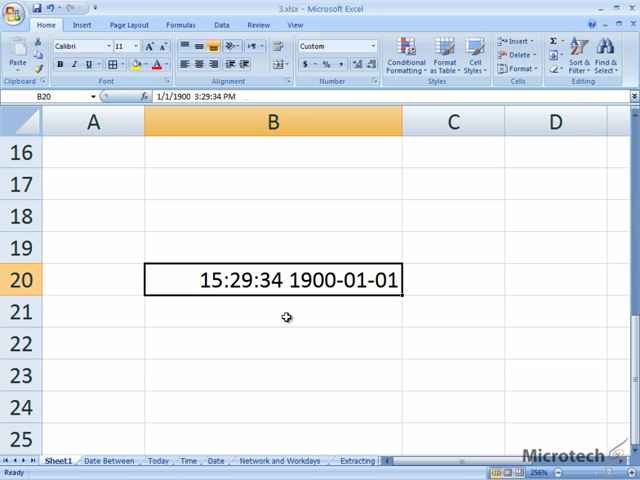 3.xlsx - Microsoft Excel
Home Insert Page Layout Formulas Data Review View
Calibri 11 Custom
Paste
B I U
$ % ,
Conditional Formatting Format as Table Cell Styles
Insert
Delete
Format
Sort & Filter Find & Select
Clipboard Font Alignment Number Styles Cells Editing
B20 fx 1/1/1900 3:29:34 PM
A B C D
16
17
18
19
20 15:29:34 1900-01-01
21
22
23
24
25
Microtech
Sheet1 Date Between Today Time Date Network and Workdays Extracting
Ready 256%